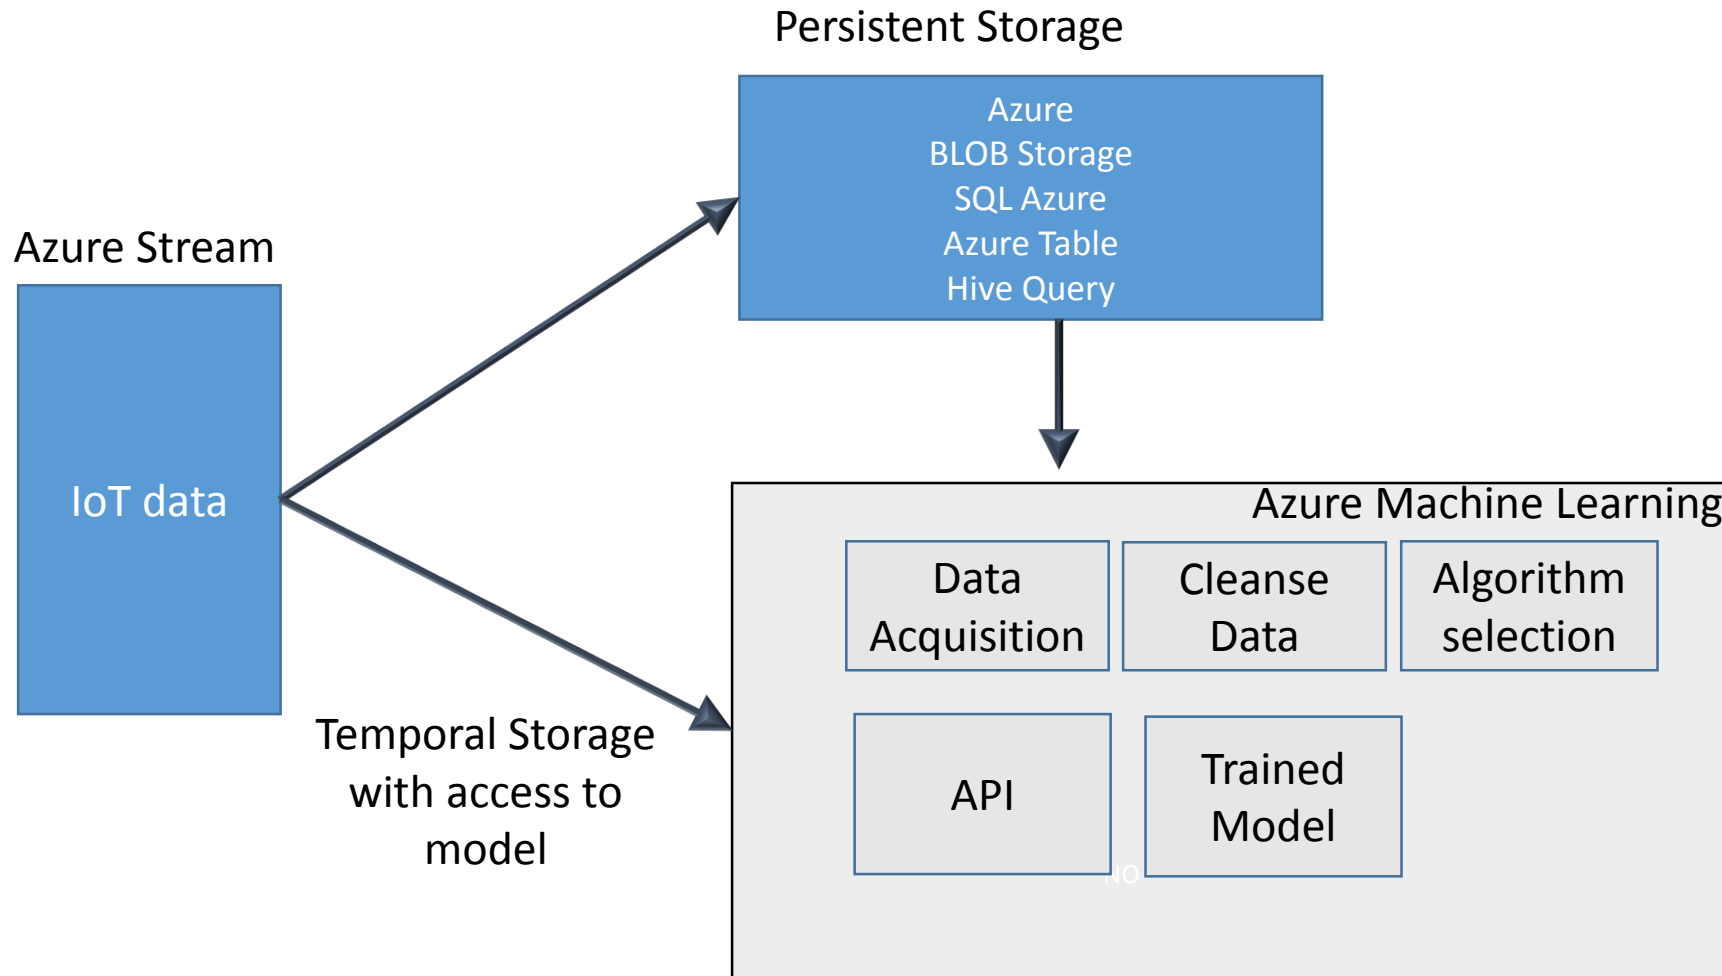 Persistent Storage
Azure
BLOB Storage
SQL Azure
Azure Table
Hive Query
Azure Stream
IoT data
Temporal Storage
with access to
model
Azure Machine Learning
Data
Acquisition
Cleanse
Data
Algorithm
selection
API
Trained
Model
NO